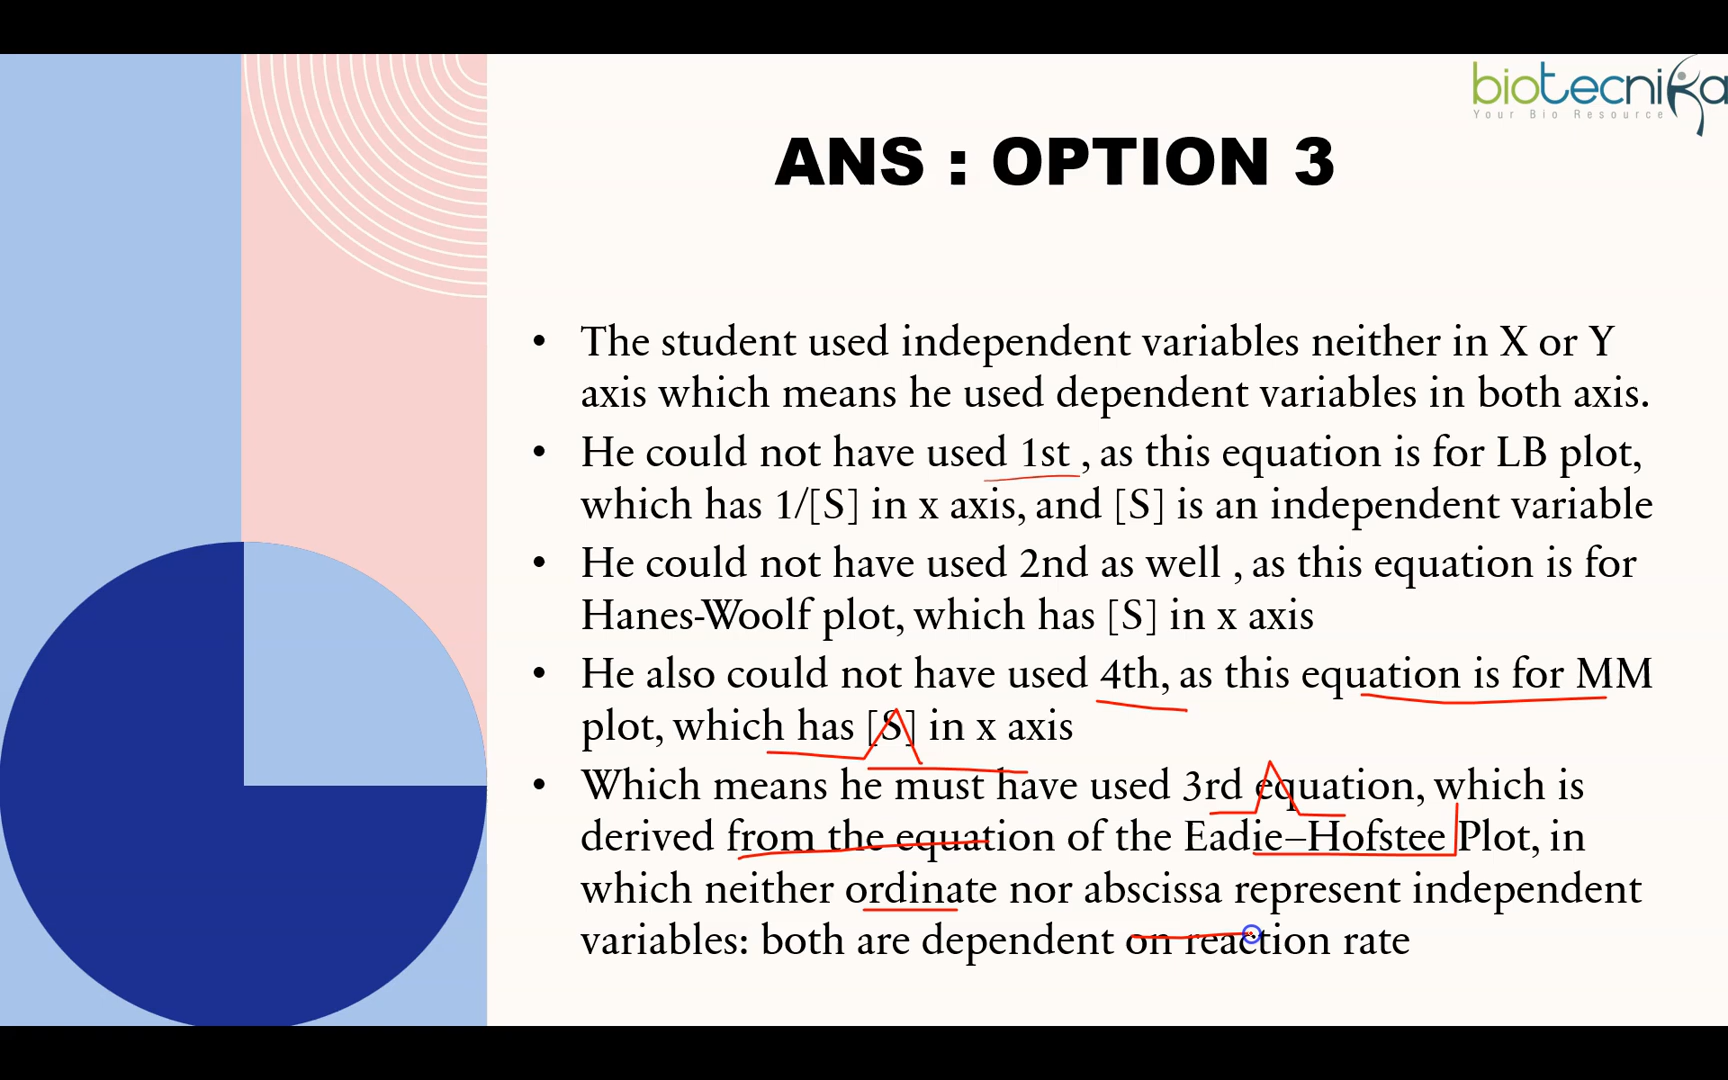 biotecnika
Your Bio Resource
ANS : OPTION 3
• The student used independent variables neither in X or Y
axis which means he used dependent variables in both axis.
• He could not have used 1st , as this equation is for LB plot,
which has 1/[S] in x axis, and [S] is an independent variable
• He could not have used 2nd as well , as this equation is for
Hanes-Woolf plot, which has [S] in x axis
• He also could not have used 4th, as this equation is for MM
plot, which has [S] in x axis
• Which means he must have used 3rd equation, which is
derived from the equation of the Eadie–Hofstee Plot, in
which neither ordinate nor abscissa represent independent
variables: both are dependent on reaction rate